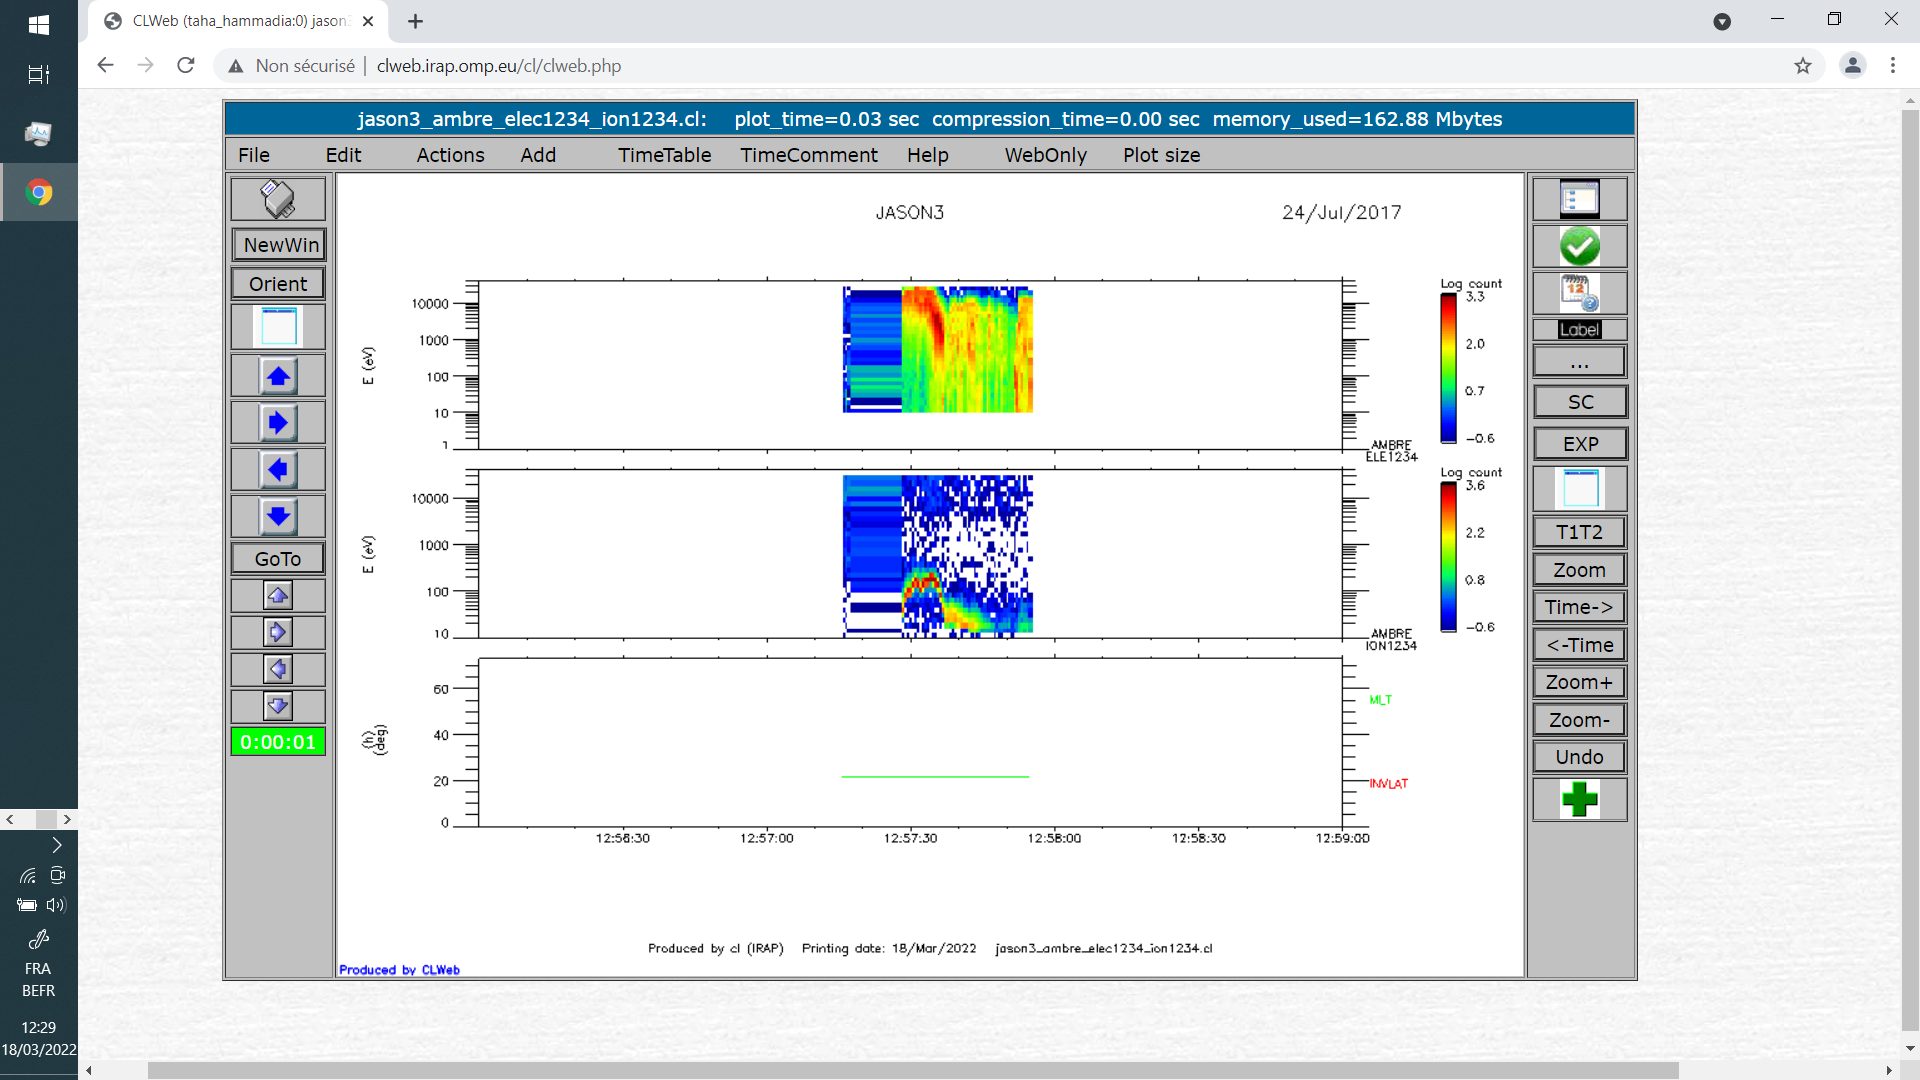 CLWeb (taha_hammadia:0) jason3
Non sécurisé | clweb.irap.omp.eu/cl/clweb.php
jason3_ambre_elec1234_ion1234.cl: plot_time=0.03 sec compression_time=0.00 sec memory_used=162.88 Mbytes
File Edit Actions Add TimeTable TimeComment Help WebOnly Plot size
NewWin
Orient
GoTo
0:00:01
JASON3 24/Jul/2017
10000
1000
100
10
1
E (eV)
AMBRE
ELE1234
Log count
3.3
2.0
0.7
-0.6
10000
1000
100
10
E (eV)
AMBRE
ION1234
Log count
3.6
2.2
0.8
-0.6
60
40
20
0
(h)
(deg)
MLT
INVLAT
12:56:30 12:57:00 12:57:30 12:58:00 12:58:30 12:59:00
Produced by cl (IRAP) Printing date: 18/Mar/2022 jason3_ambre_elec1234_ion1234.cl
Produced by CLWeb
12
Label
...
SC
EXP
T1T2
Zoom
Time->
<-Time
Zoom+
Zoom-
Undo
FRA
BEFR
12:29
18/03/2022